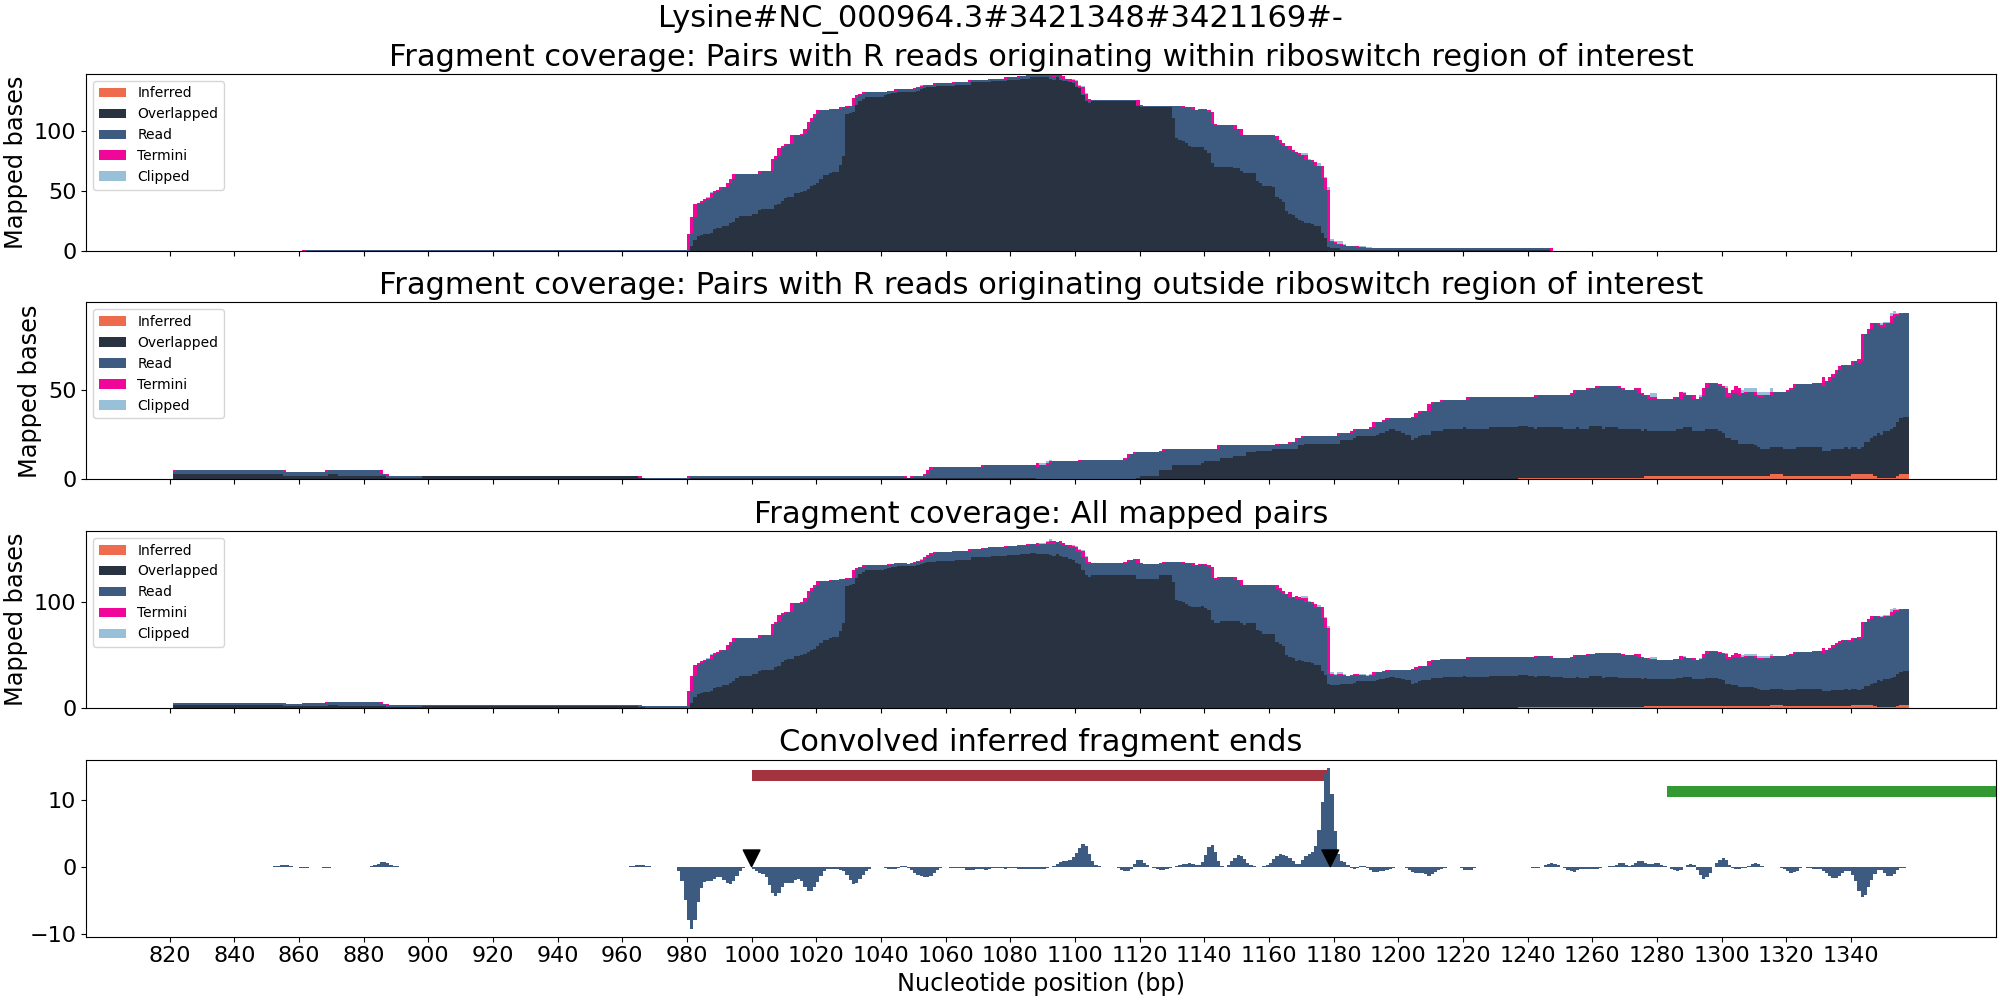 Lysine#NC_000964.3#3421348#3421169#-
Fragment coverage: Pairs with R reads originating within riboswitch region of interest
Mapped bases
100
50
0
Inferred
Overlapped
Read
Termini
Clipped
Fragment coverage: Pairs with R reads originating outside riboswitch region of interest
Mapped bases
50
0
Inferred
Overlapped
Read
Termini
Clipped
Fragment coverage: All mapped pairs
Mapped bases
100
0
Inferred
Overlapped
Read
Termini
Clipped
Convolved inferred fragment ends
10
0
−10
820 840 860 880 900 920 940 960 980 1000 1020 1040 1060 1080 1100 1120 1140 1160 1180 1200 1220 1240 1260 1280 1300 1320 1340
Nucleotide position (bp)